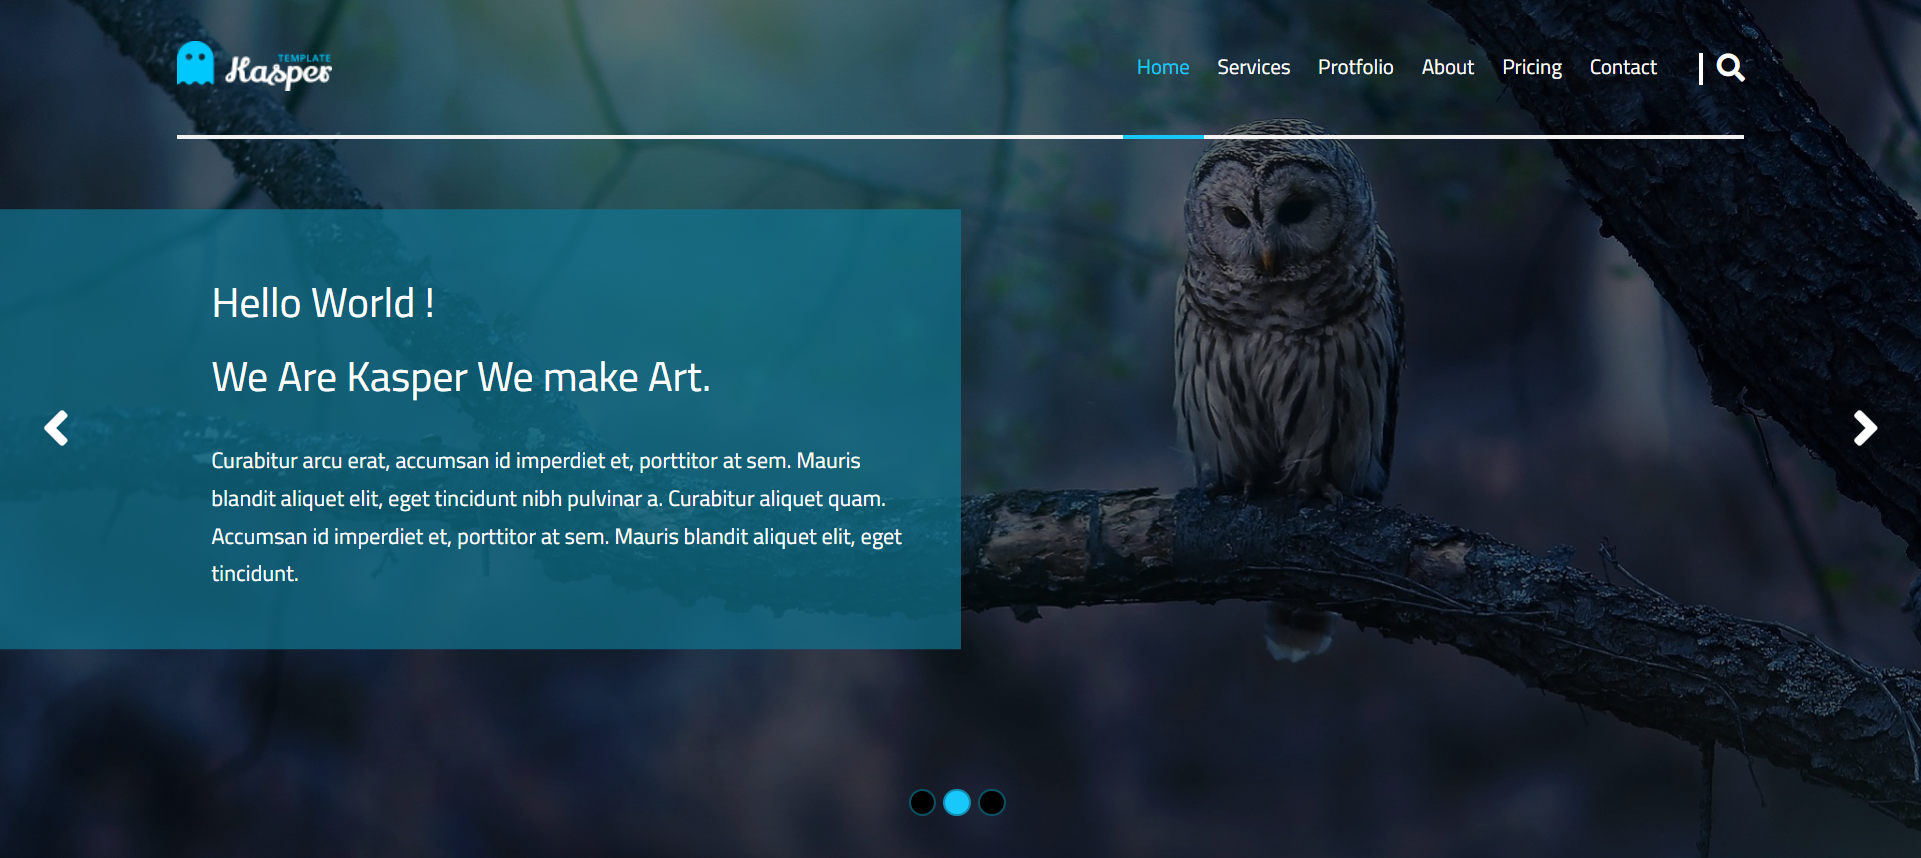 TEMPLATE
Kasper
Home Services Protfolio About Pricing Contact
Hello World !
We Are Kasper We make Art.
Curabitur arcu erat, accumsan id imperdiet et, porttitor at sem. Mauris
blandit aliquet elit, eget tincidunt nibh pulvinar a. Curabitur aliquet quam.
Accumsan id imperdiet et, porttitor at sem. Mauris blandit aliquet elit, eget
tincidunt.